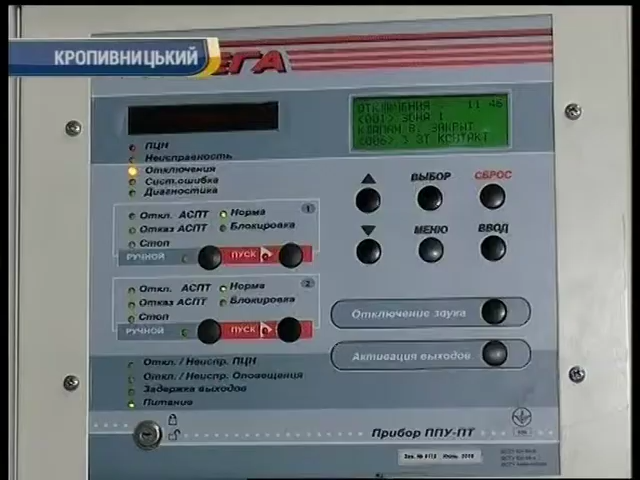 КРОПИВНИЦЬКИЙ
ЕГА
ОТКЛЮЧЕНИЯ 11 46
<001> ЗОНА 1
КЛАПАН В. ЗАКРЫТ
<006> 3 ЭТ КОНТАКТ
ПЦН
Неисправность
Отключения
Сист.ошибка
Диагностика
ВЫБОР
СБРОС
МЕНЮ
ВВОД
Откл. АСПТ
Норма
1
Отказ АСПТ
Блокировка
Стоп
РУЧНОЙ
ПУСК
Откл. АСПТ
Норма
2
Отказ АСПТ
Блокировка
Стоп
РУЧНОЙ
ПУСК
Отключение звука
Активация выходов
Откл. / Неиспр. ПЦН
Откл. / Неиспр. Оповещения
Задержка выходов
Питание
Прибор ППУ-ПТ